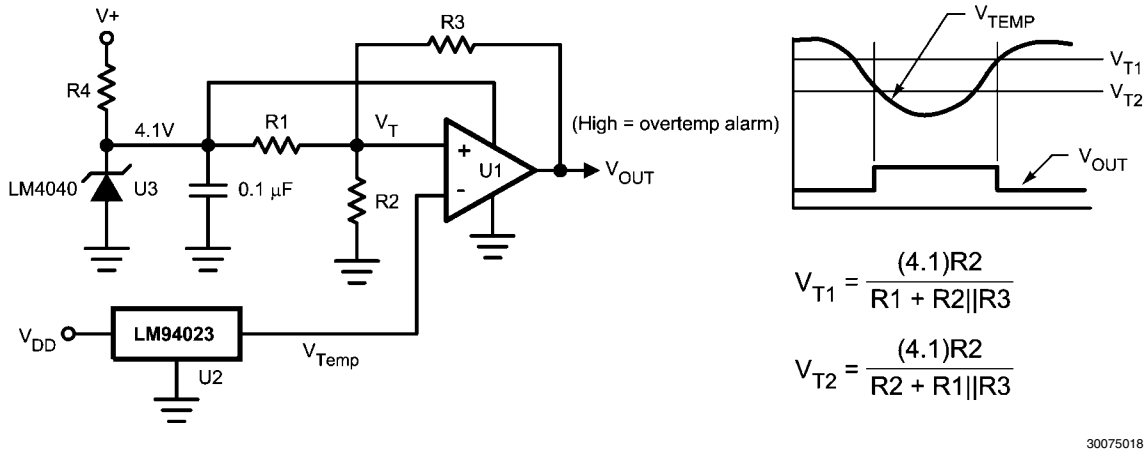 V+
R4
4.1V
LM4040
U3
0.1 μF
R1
R2
R3
V_T
+
-
U1
(High = overtemp alarm)
V_OUT
V_DD
LM94023
U2
V_Temp
V_TEMP
V_T1
V_T2
V_OUT
V_T1 = (4.1)R2 / R1 + R2||R3
V_T2 = (4.1)R2 / R2 + R1||R3
30075018